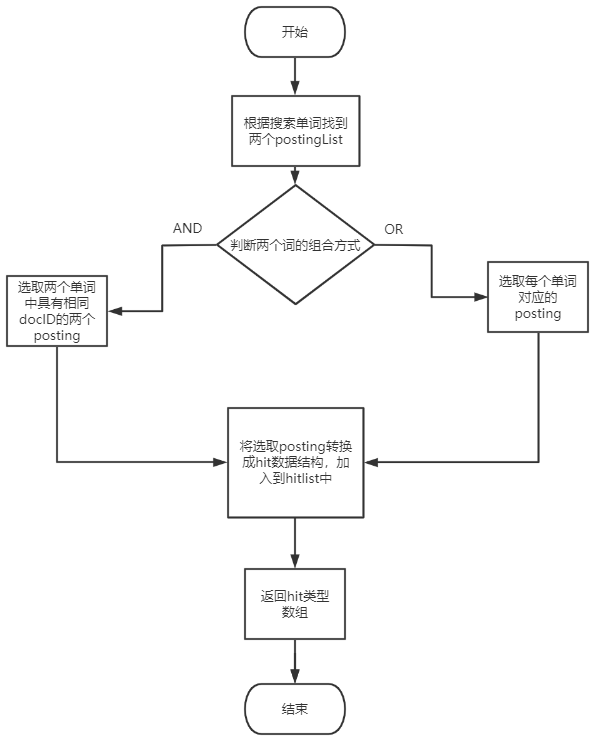 开始
根据搜索单词找到
两个postingList
AND
判断两个词的组合方式
OR
选取两个单词
中具有相同
docID的两个
posting
选取每个单词
对应的
posting
将选取posting转换
成hit数据结构，加
入到hitlist中
返回hit类型
数组
结束